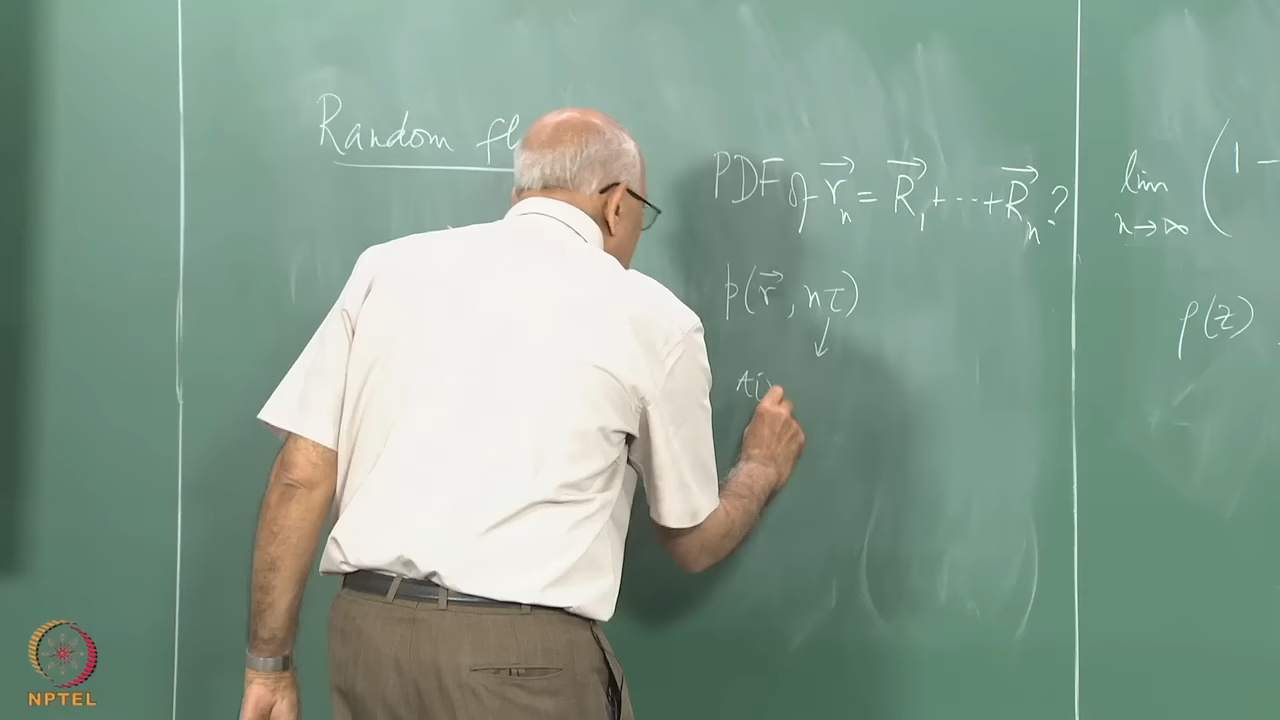 Random fl
PDF of r⃗ₙ = R⃗₁ + ⋯ + R⃗ₙ ?
p(r⃗, nτ)
↓
lim n→∞ (1 −
p(z)
NPTEL